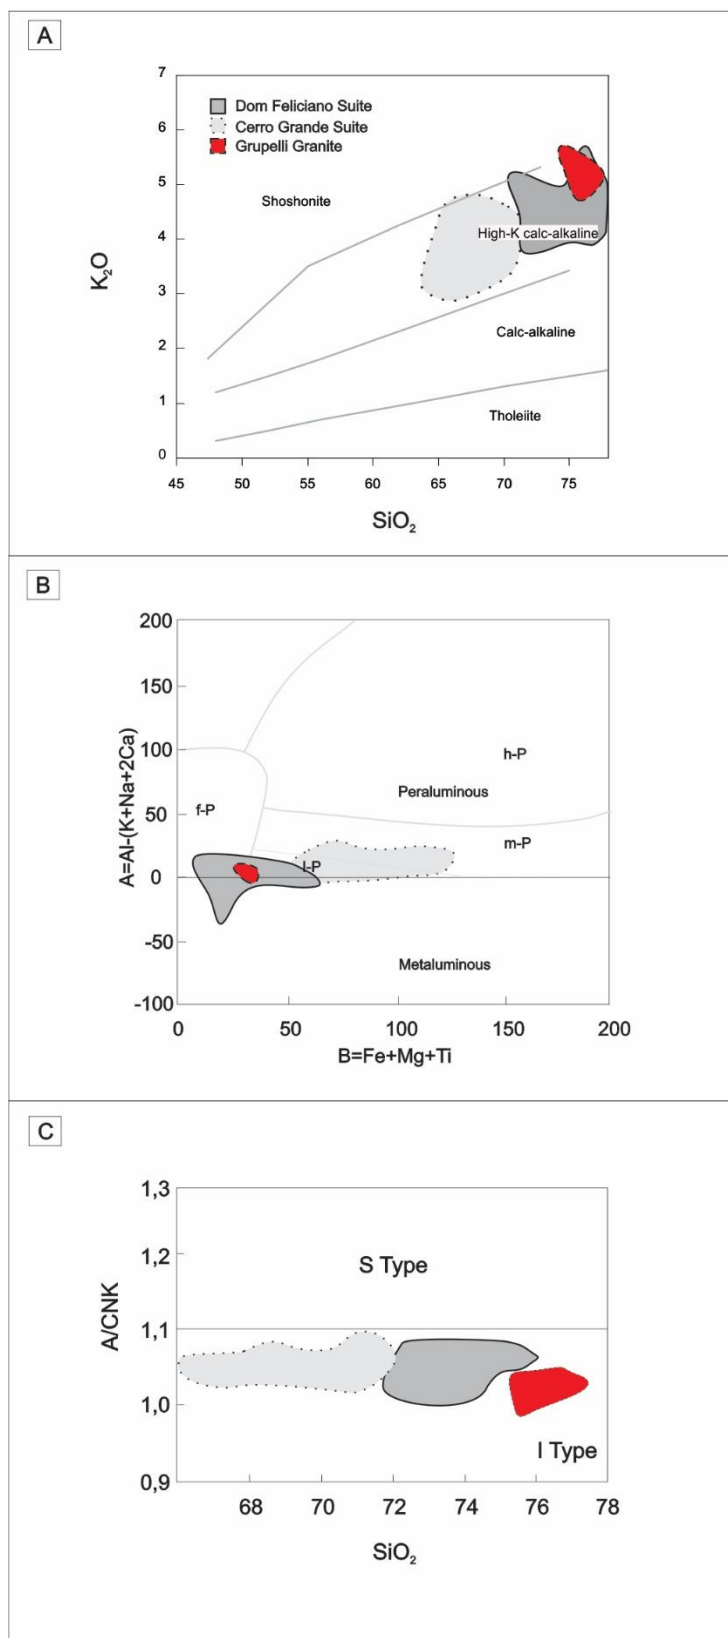 A
7
6
5
4
3
2
1
0
K₂O
Dom Feliciano Suite
Cerro Grande Suite
Grupelli Granite
Shoshonite
High-K calc-alkaline
Calc-alkaline
Tholeiite
45 50 55 60 65 70 75
SiO₂
B
200
150
100
50
0
-50
-100
A=Al-(K+Na+2Ca)
h-P
Peraluminous
f-P
m-P
l-P
Metaluminous
0 50 100 150 200
B=Fe+Mg+Ti
C
1,3
1,2
1,1
1,0
0,9
A/CNK
S Type
I Type
68 70 72 74 76 78
SiO₂